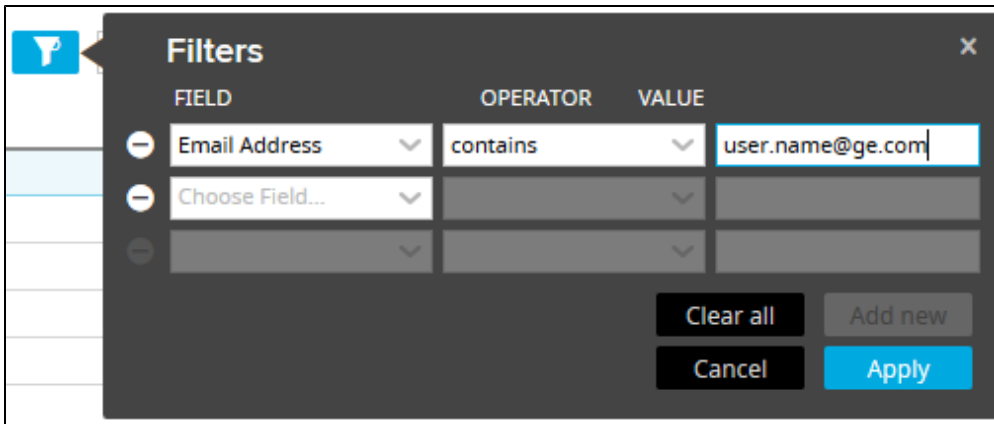 Filters
FIELD OPERATOR VALUE
Email Address contains user.name@ge.com
Choose Field...
Clear all Add new
Cancel Apply